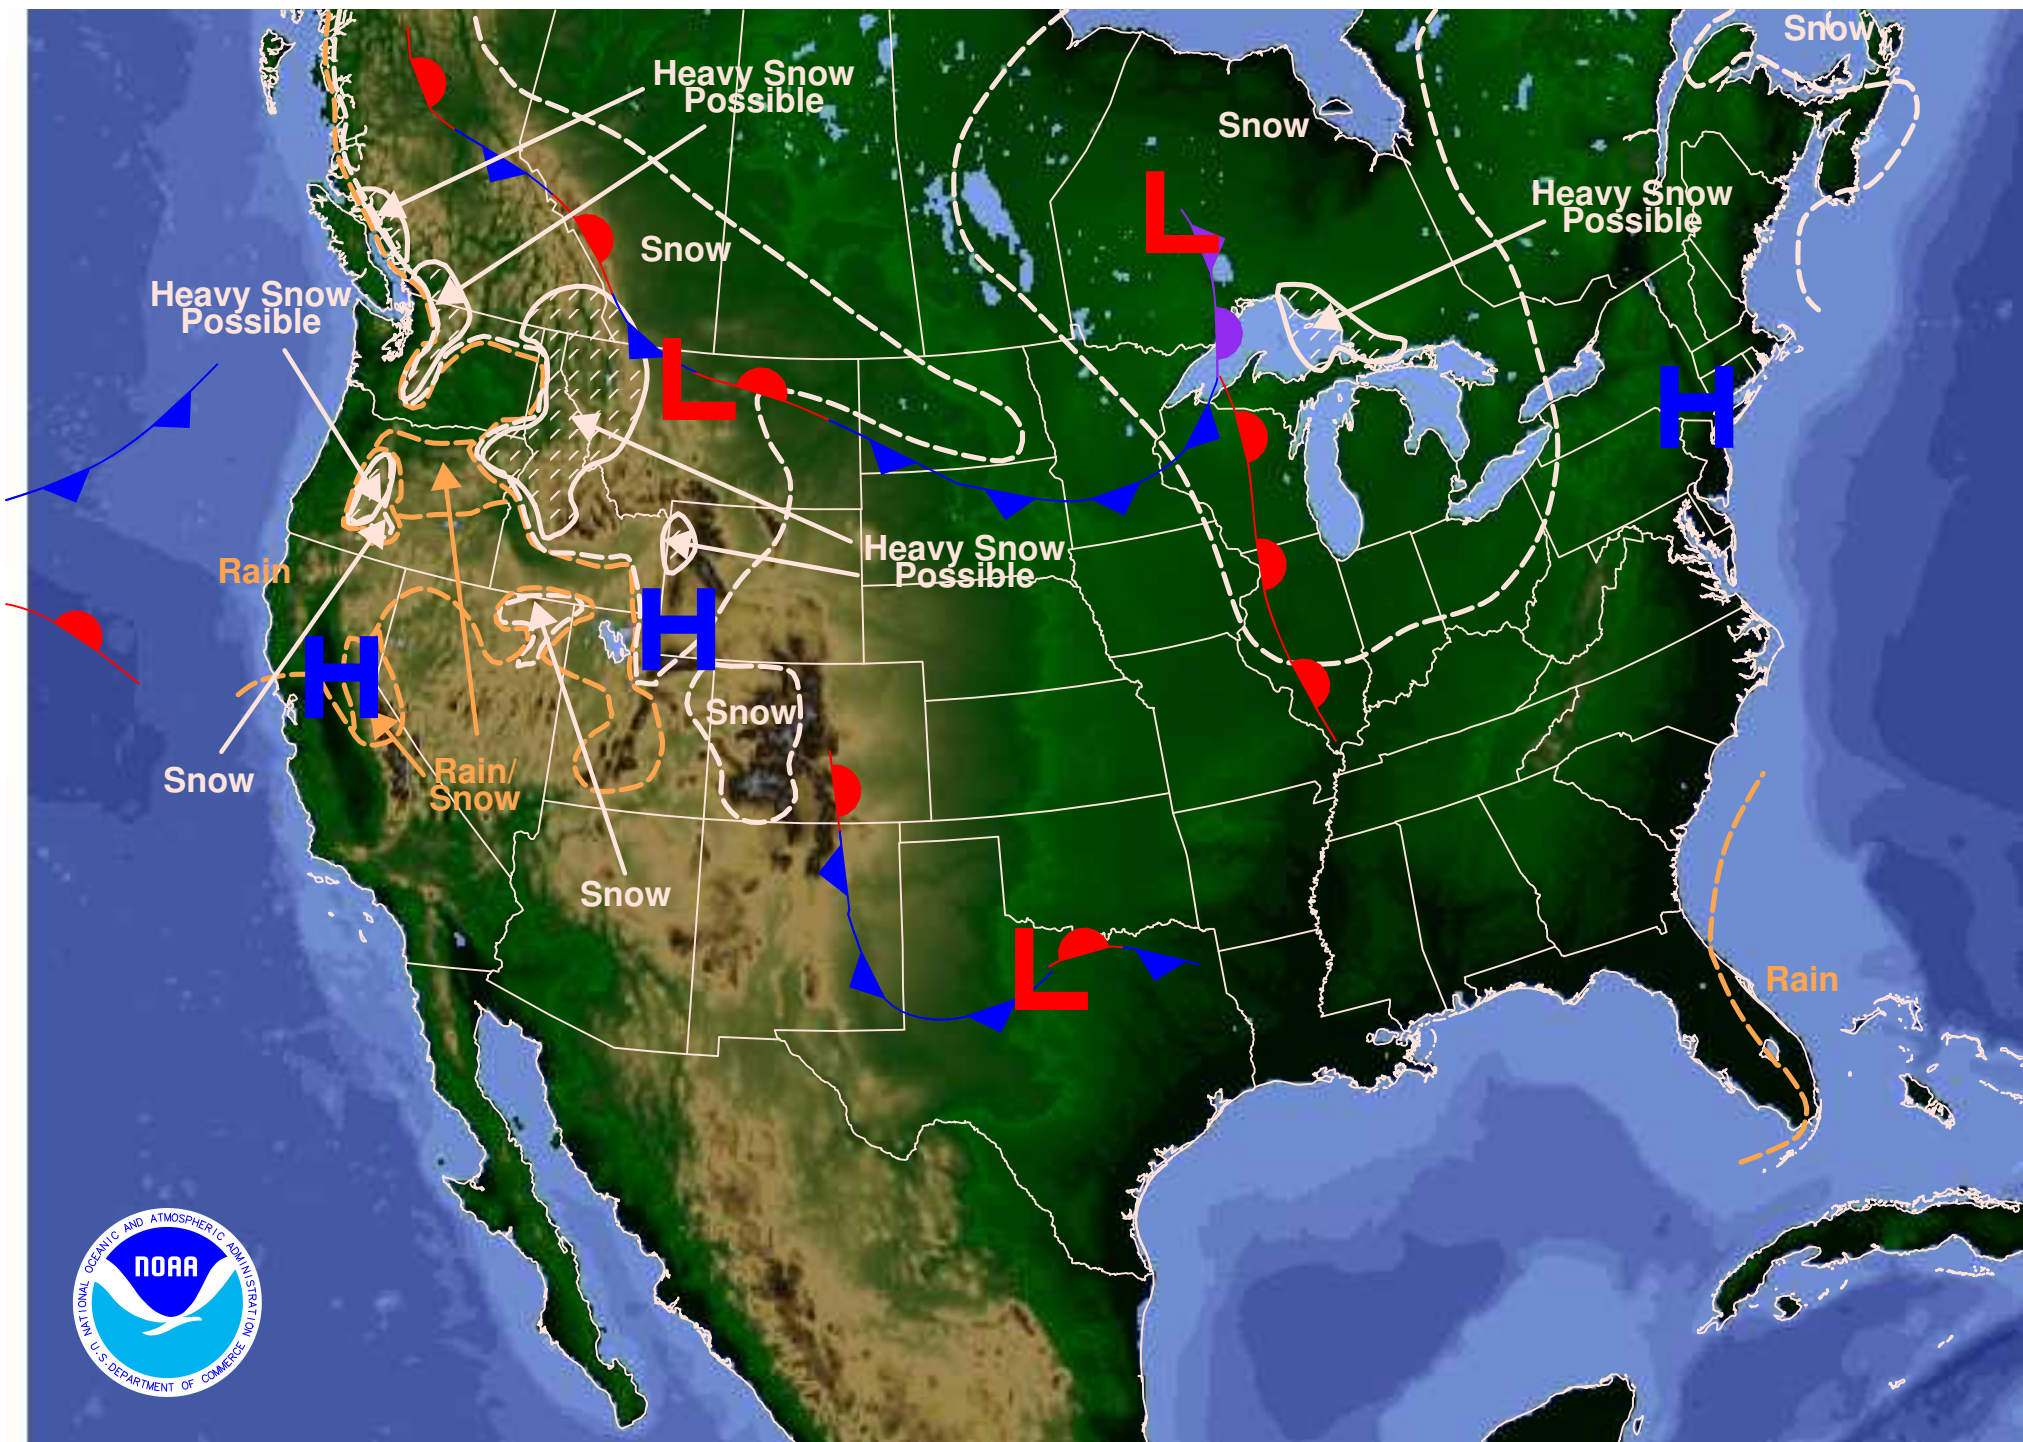 Snow
Heavy Snow
Possible
Snow
Heavy Snow
Possible
L
Snow
Heavy Snow
Possible
L
H
Heavy Snow
Possible
Rain
H
H
Snow
Snow
Rain/
Snow
Snow
L
Rain
NATIONAL OCEANIC AND ATMOSPHERIC ADMINISTRATION
NOAA
U.S. DEPARTMENT OF COMMERCE